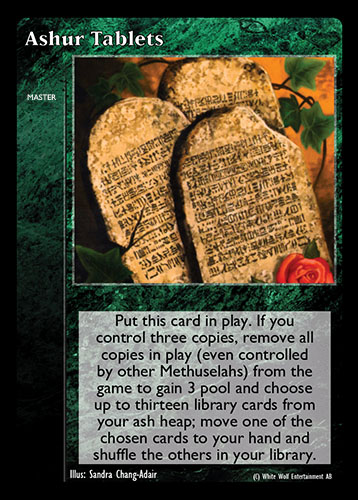 Ashur Tablets
MASTER
Put this card in play. If you
control three copies, remove all
copies in play (even controlled
by other Methuselahs) from the
game to gain 3 pool and choose
up to thirteen library cards from
your ash heap; move one of the
chosen cards to your hand and
shuffle the others in your library.
Illus: Sandra Chang-Adair
(C) White Wolf Entertainment AB